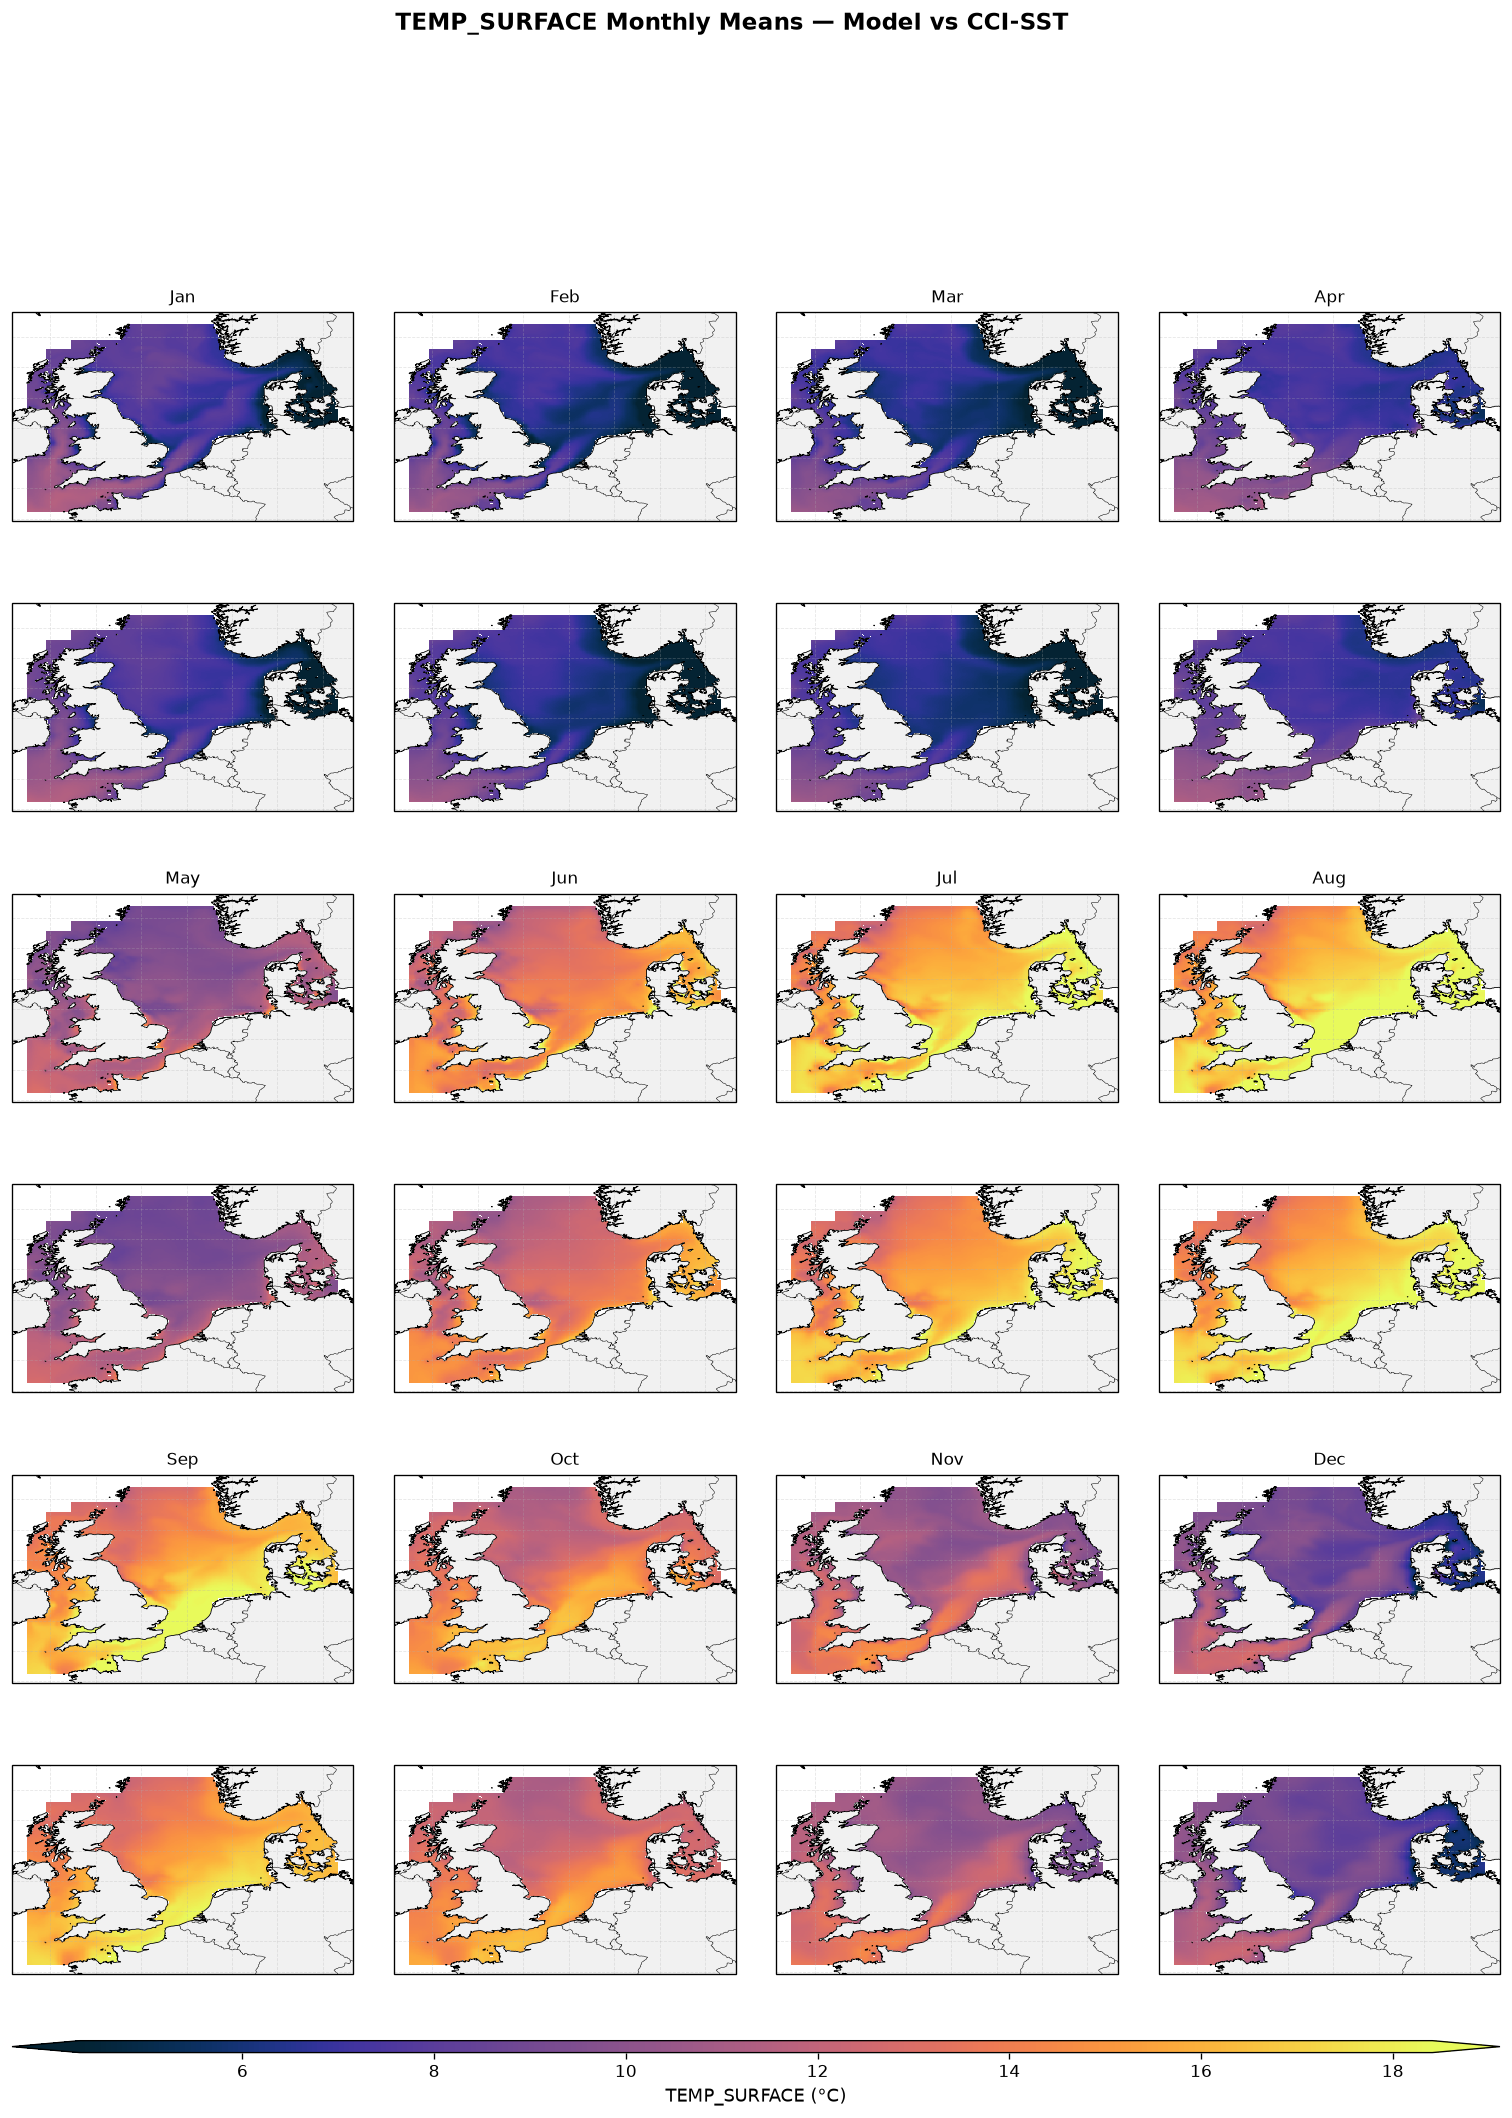 TEMP_SURFACE Monthly Means — Model vs CCI-SST
Jan Feb Mar Apr
May Jun Jul Aug
Sep Oct Nov Dec
6 8 10 12 14 16 18
TEMP_SURFACE (°C)